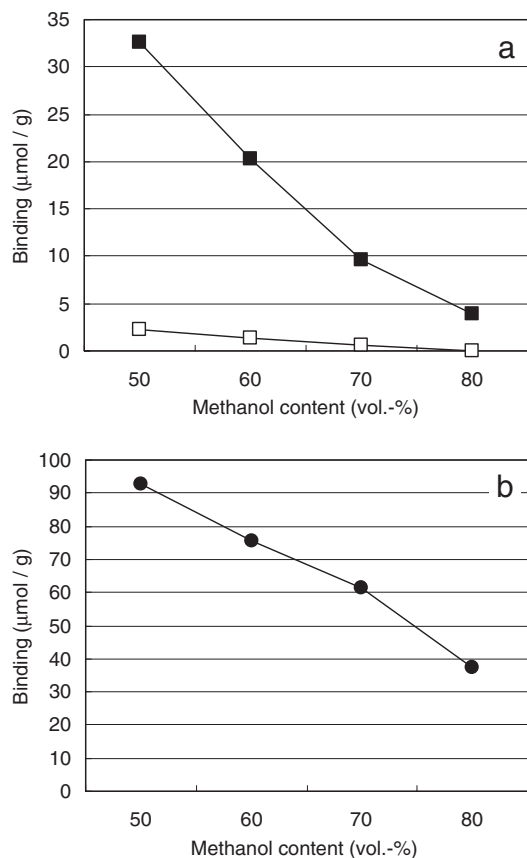 a
35
30
25
20
15
10
5
0
Binding (μmol / g)
50 60 70 80
Methanol content (vol.-%)
b
100
90
80
70
60
50
40
30
20
10
0
Binding (μmol / g)
50 60 70 80
Methanol content (vol.-%)